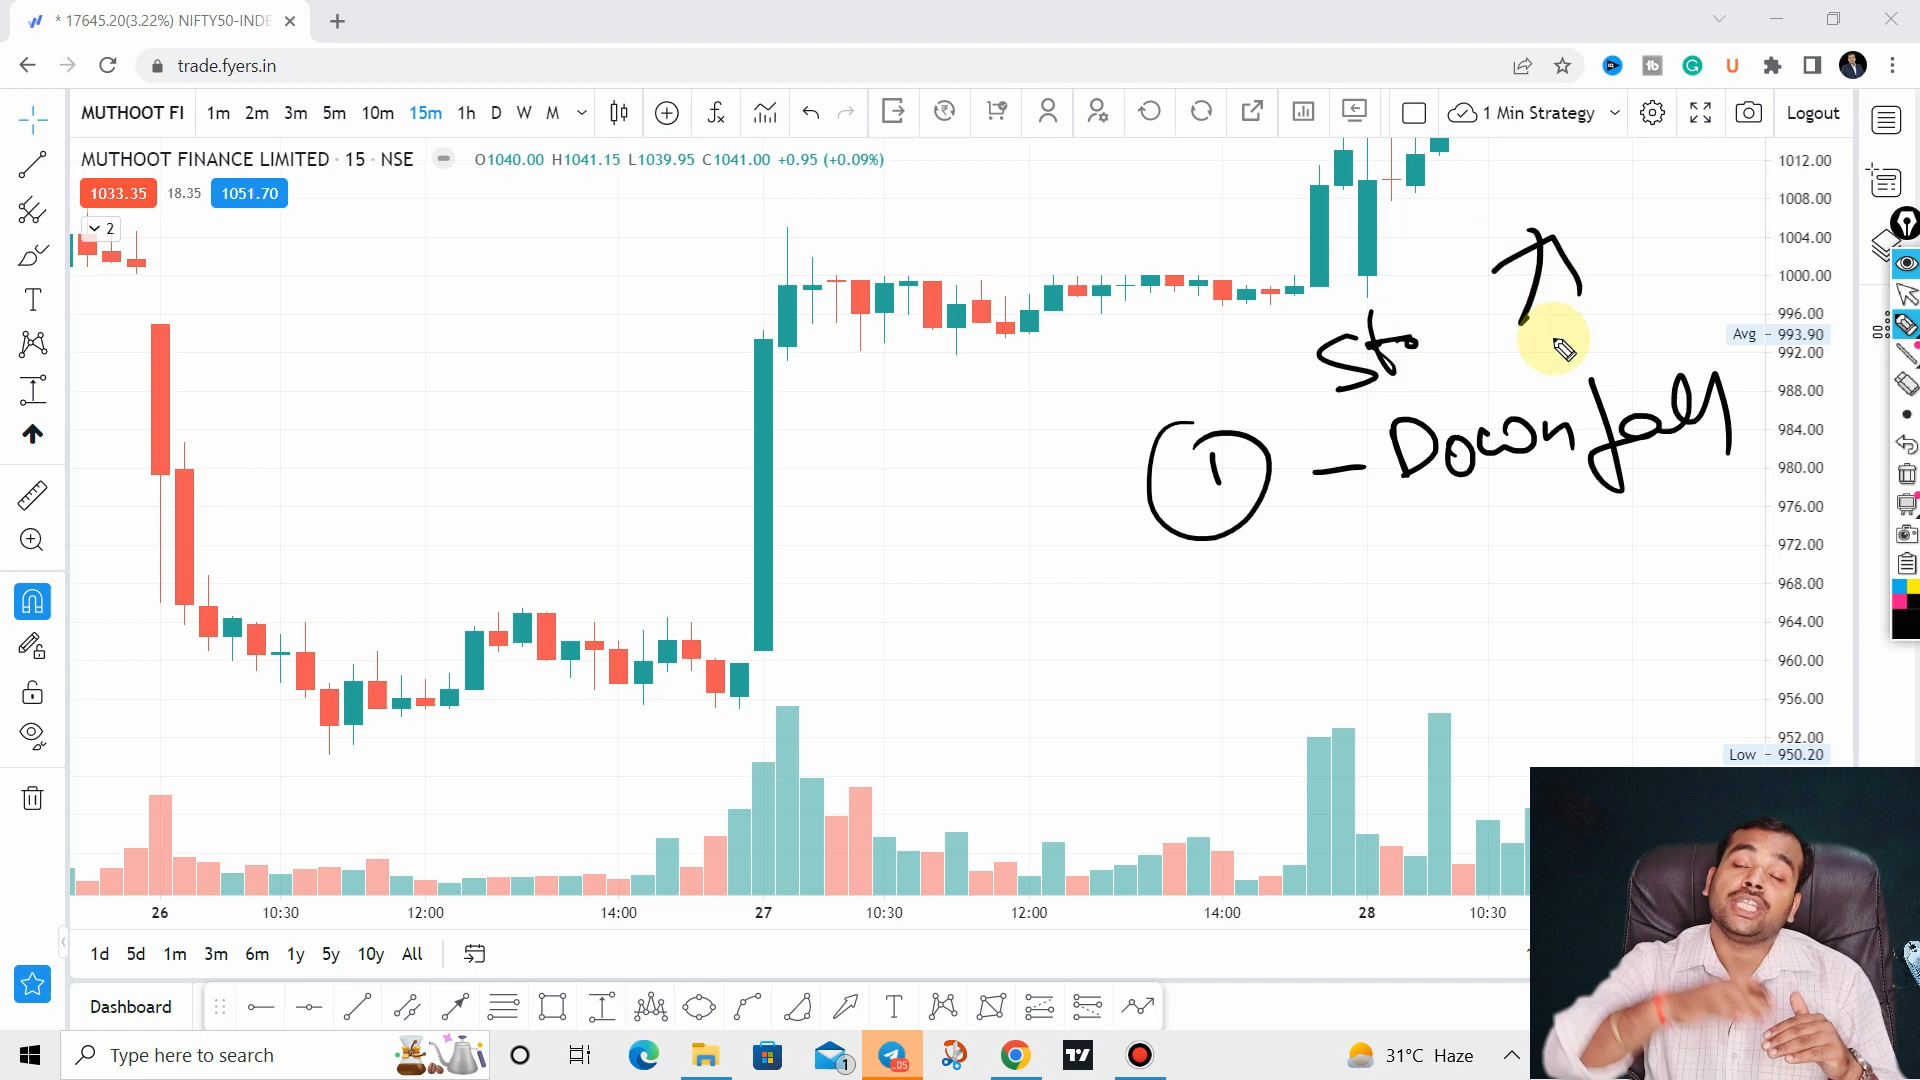 * 17645.20(3.22%) NIFTY50-INDE
trade.fyers.in
MUTHOOT FI 1m 2m 3m 5m 10m 15m 1h D W M 1 Min Strategy Logout
MUTHOOT FINANCE LIMITED · 15 · NSE O1040.00 H1041.15 L1039.95 C1041.00 +0.95 (+0.09%)
1033.35 18.35 1051.70
2
1012.00
1008.00
1004.00
1000.00
996.00
Avg 993.90
992.00
988.00
984.00
980.00
976.00
972.00
968.00
964.00
960.00
956.00
952.00
Low 950.20
St
1 - Downfall
26 10:30 12:00 14:00 27 10:30 12:00 14:00 28 10:30
1d 5d 1m 3m 6m 1y 5y 10y All
Dashboard
Type here to search
1
.05
31°C Haze